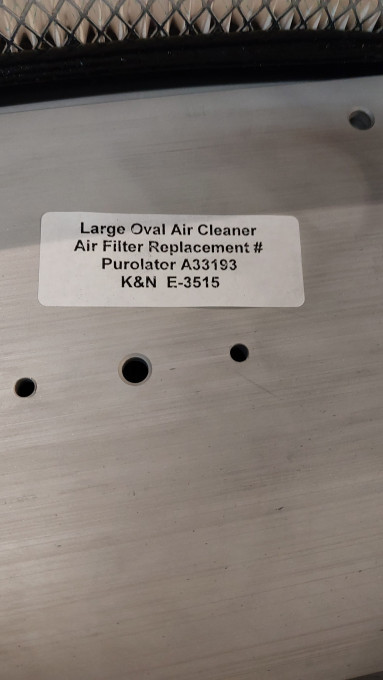 Large Oval Air Cleaner
Air Filter Replacement #
Purolator A33193
K&N E-3515